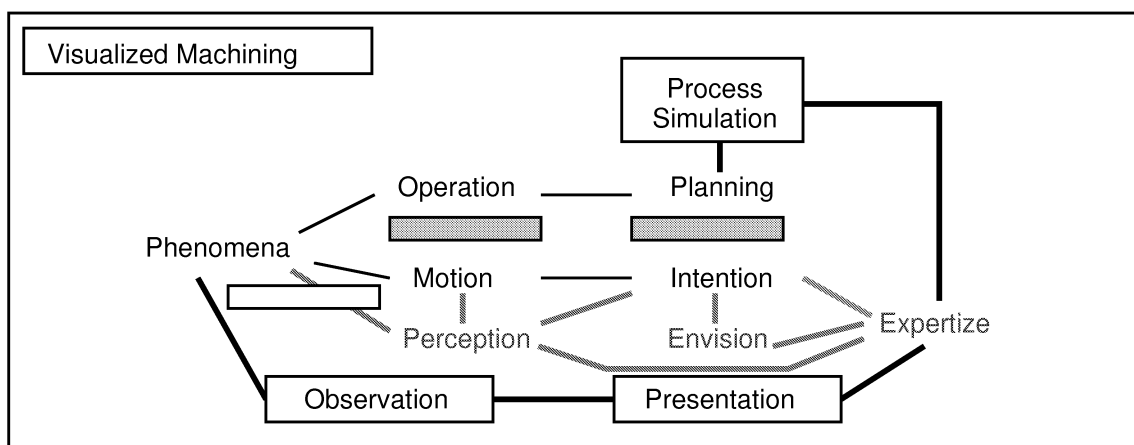 Visualized Machining
Process
Simulation
Operation
Planning
Phenomena
Motion
Intention
Perception
Envision
Expertize
Observation
Presentation